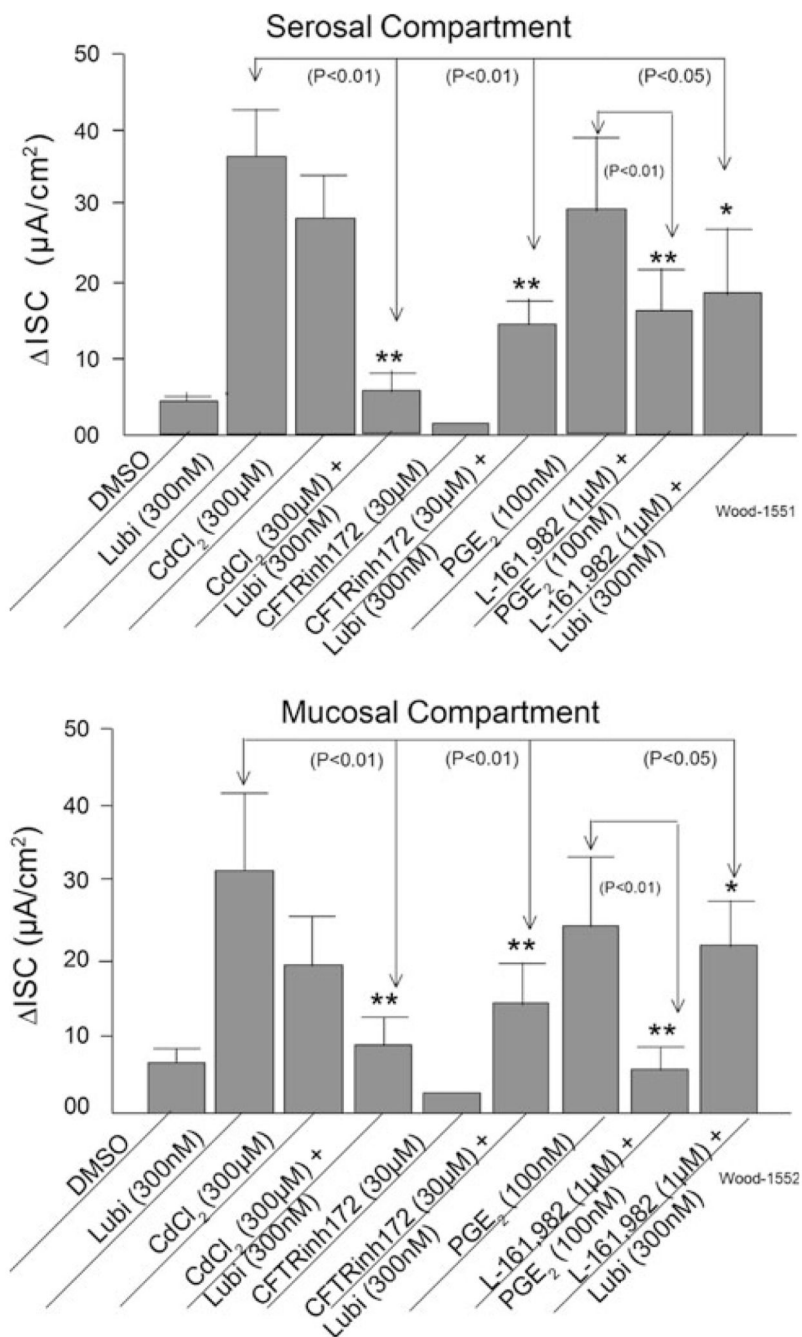 Serosal Compartment
50
40
30
20
10
00
ΔISC (µA/cm²)
(P<0.01)
(P<0.01)
(P<0.05)
(P<0.01)
**
**
**
*
DMSO
Lubi (300nM)
CdCl₂ (300µM)
CdCl₂ (300µM) +
Lubi (300nM)
CFTRinh172 (30µM)
CFTRinh172 (30µM) +
Lubi (300nM)
PGE₂ (100nM)
L-161,982 (1µM) +
PGE₂ (100nM)
L-161,982 (1µM) +
Lubi (300nM)
Wood-1551
Mucosal Compartment
50
40
30
20
10
00
ΔISC (µA/cm²)
(P<0.01)
(P<0.01)
(P<0.05)
(P<0.01)
**
**
**
*
DMSO
Lubi (300nM)
CdCl₂ (300µM)
CdCl₂ (300µM) +
Lubi (300nM)
CFTRinh172 (30µM)
CFTRinh172 (30µM) +
Lubi (300nM)
PGE₂ (100nM)
L-161,982 (1µM) +
PGE₂ (100nM)
L-161,982 (1µM) +
Lubi (300nM)
Wood-1552